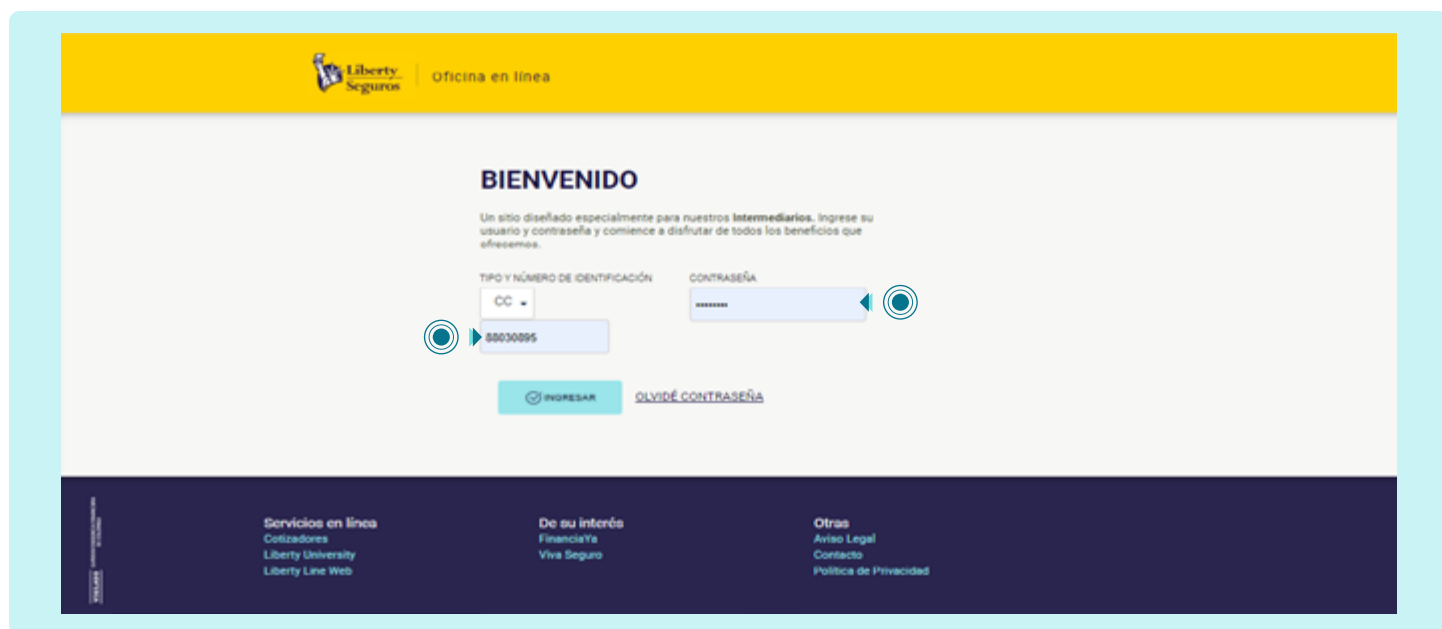 Liberty
Seguros
Oficina en línea
BIENVENIDO
Un sitio diseñado especialmente para nuestros Intermediarios. Ingrese su
usuario y contraseña y comience a disfrutar de todos los beneficios que
ofrecemos.
TIPO Y NÚMERO DE IDENTIFICACIÓN
CONTRASEÑA
CC
••••••••
88030895
INGRESAR
OLVIDÉ CONTRASEÑA
Servicios en línea
Cotizadores
Liberty University
Liberty Line Web
De su interés
FinanciaYa
Viva Seguro
Otras
Aviso Legal
Contacto
Política de Privacidad
VIGILADO